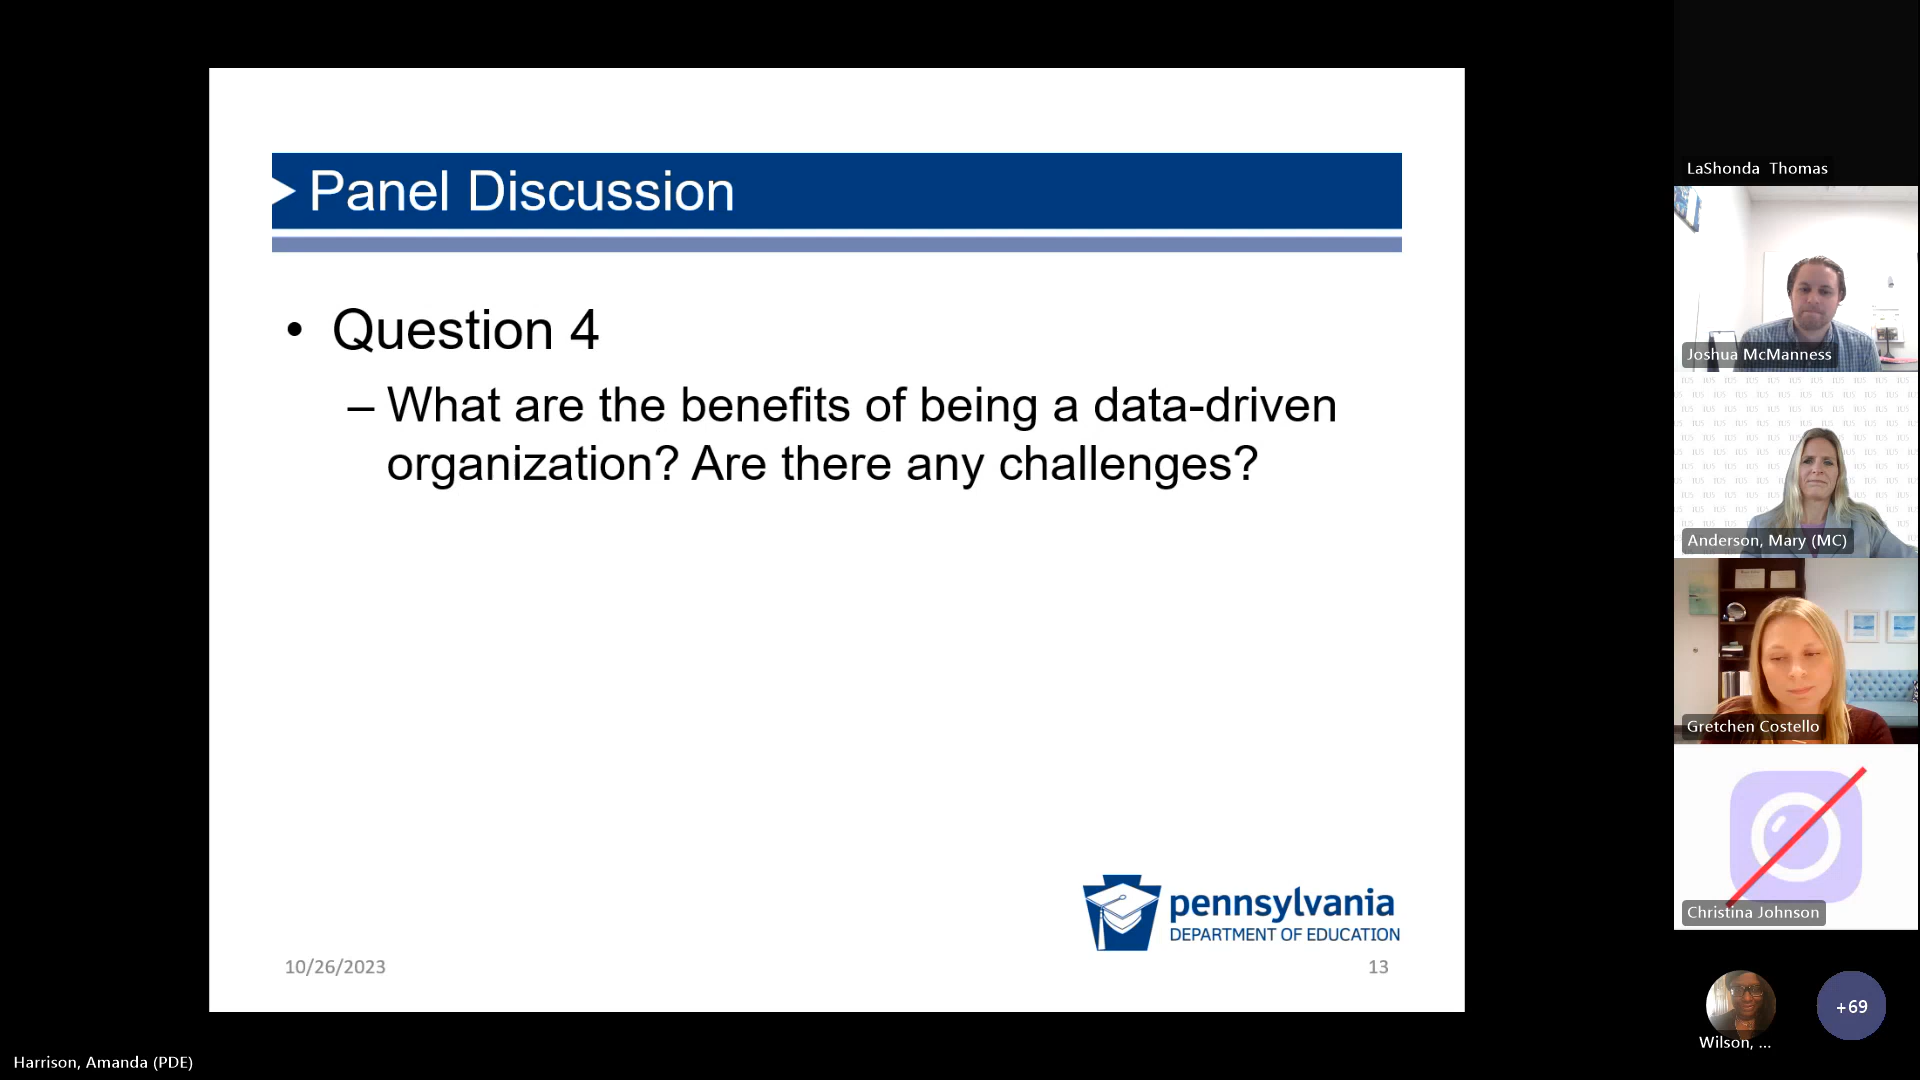 Panel Discussion
• Question 4
– What are the benefits of being a data-driven
organization? Are there any challenges?
pennsylvania
DEPARTMENT OF EDUCATION
10/26/2023
13
LaShonda Thomas
Joshua McManness
Anderson, Mary (MC)
Gretchen Costello
Christina Johnson
Wilson, ...
+69
Harrison, Amanda (PDE)